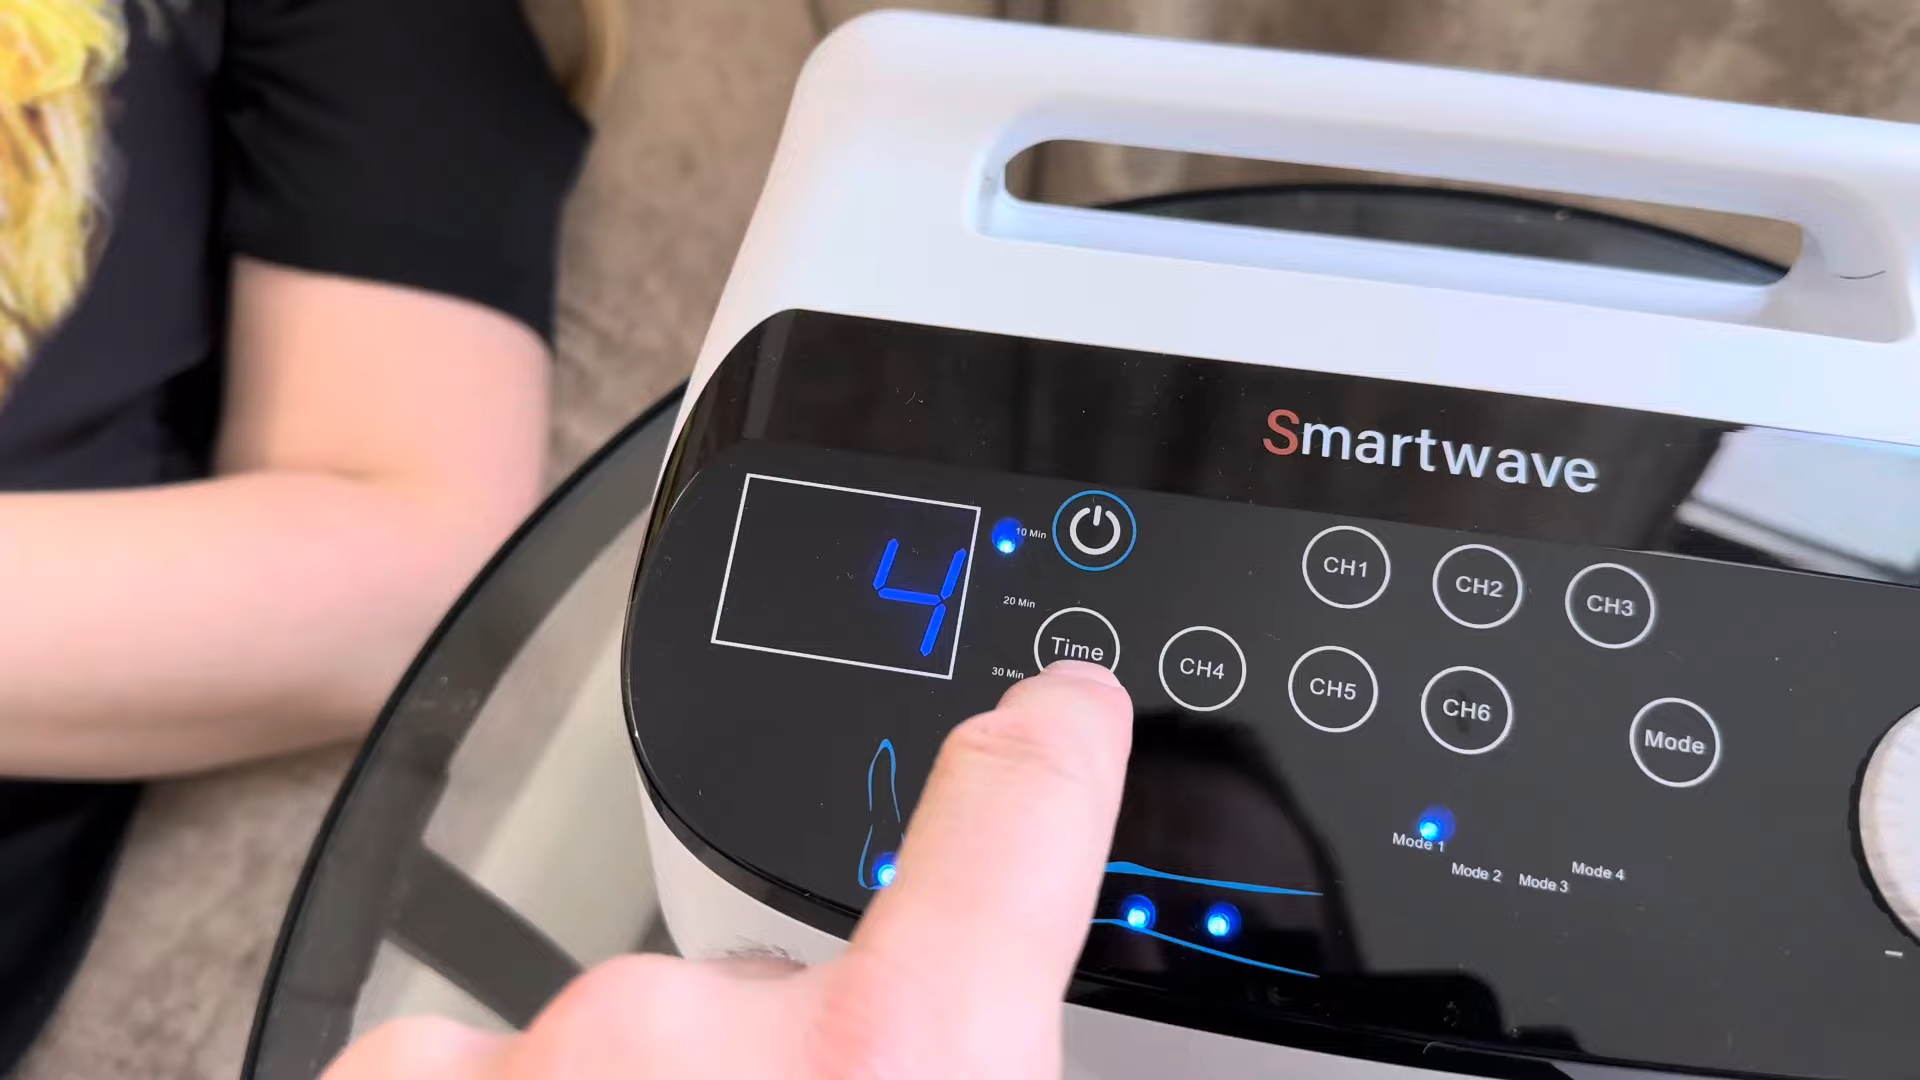 Smartwave
4
10 Min
20 Min
30 Min
Time
CH1
CH2
CH3
CH4
CH5
CH6
Mode
Mode 1
Mode 2
Mode 3
Mode 4